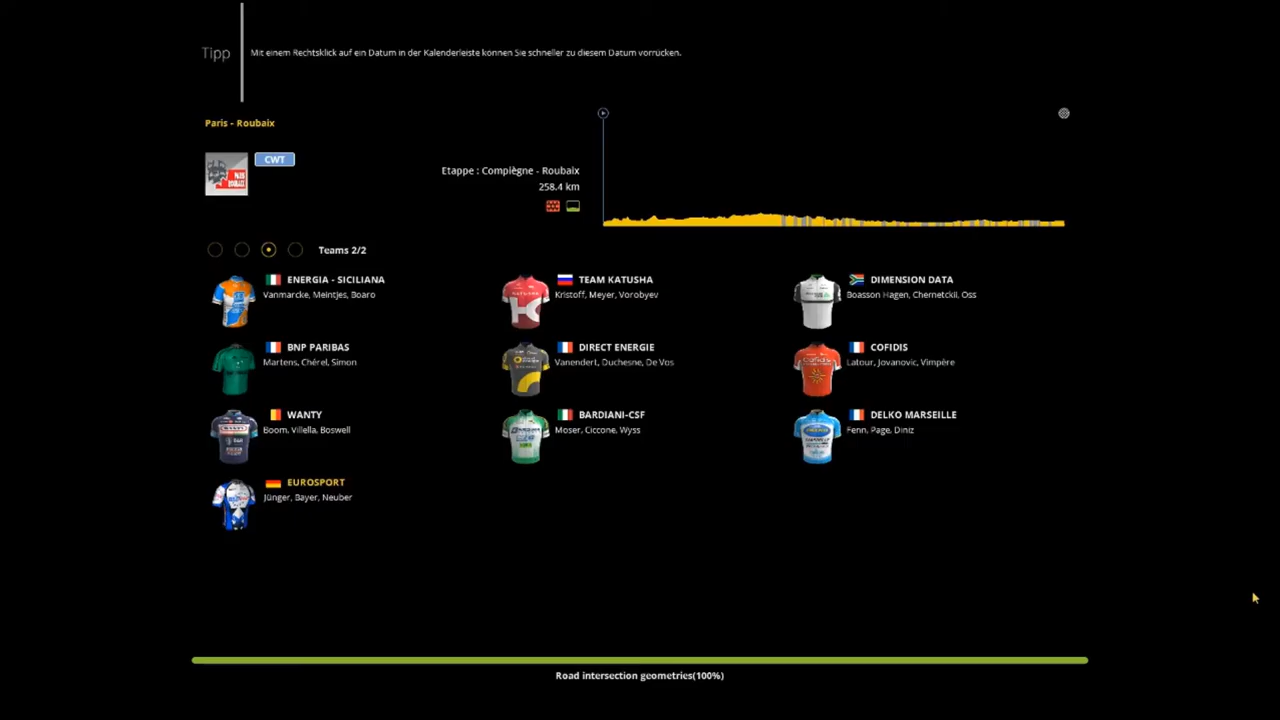 Tipp
Mit einem Rechtsklick auf ein Datum in der Kalenderleiste können Sie schneller zu diesem Datum vorrücken.
Paris - Roubaix
CWT
Etappe : Complègne - Roubaix
258.4 km
Teams 2/2
ENERGIA - SICILIANA
Vanmarcke, Meintjes, Boaro
TEAM KATUSHA
Kristoff, Meyer, Vorobyev
DIMENSION DATA
Boasson Hagen, Chernetckil, Oss
BNP PARIBAS
Martens, Chérel, Simon
DIRECT ENERGIE
Vanendert, Duchesne, De Vos
COFIDIS
Latour, Jovanovic, Vimpère
WANTY
Boom, Villella, Boswell
BARDIANI-CSF
Moser, Ciccone, Wyss
DELKO MARSEILLE
Fenn, Page, Diniz
EUROSPORT
Jünger, Bayer, Neuber
Road intersection geometries(100%)